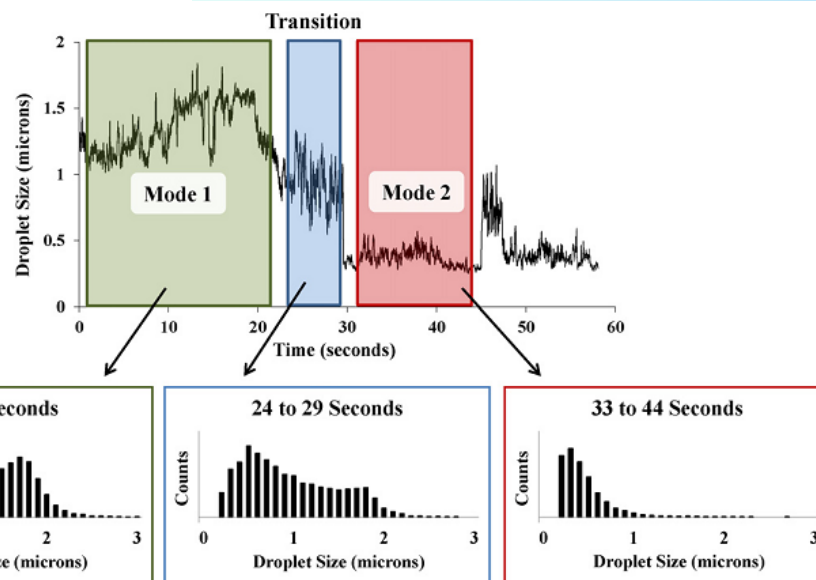 Transition
2
1.5
1
0.5
0
Droplet Size (microns)
Mode 1
Mode 2
0 10 20 30 40 50 60
Time (seconds)
24 to 29 Seconds
33 to 44 Seconds
Counts
Counts
2 3
0 1 2 3
0 1 2
Droplet Size (microns)
Droplet Size (microns)
(microns)